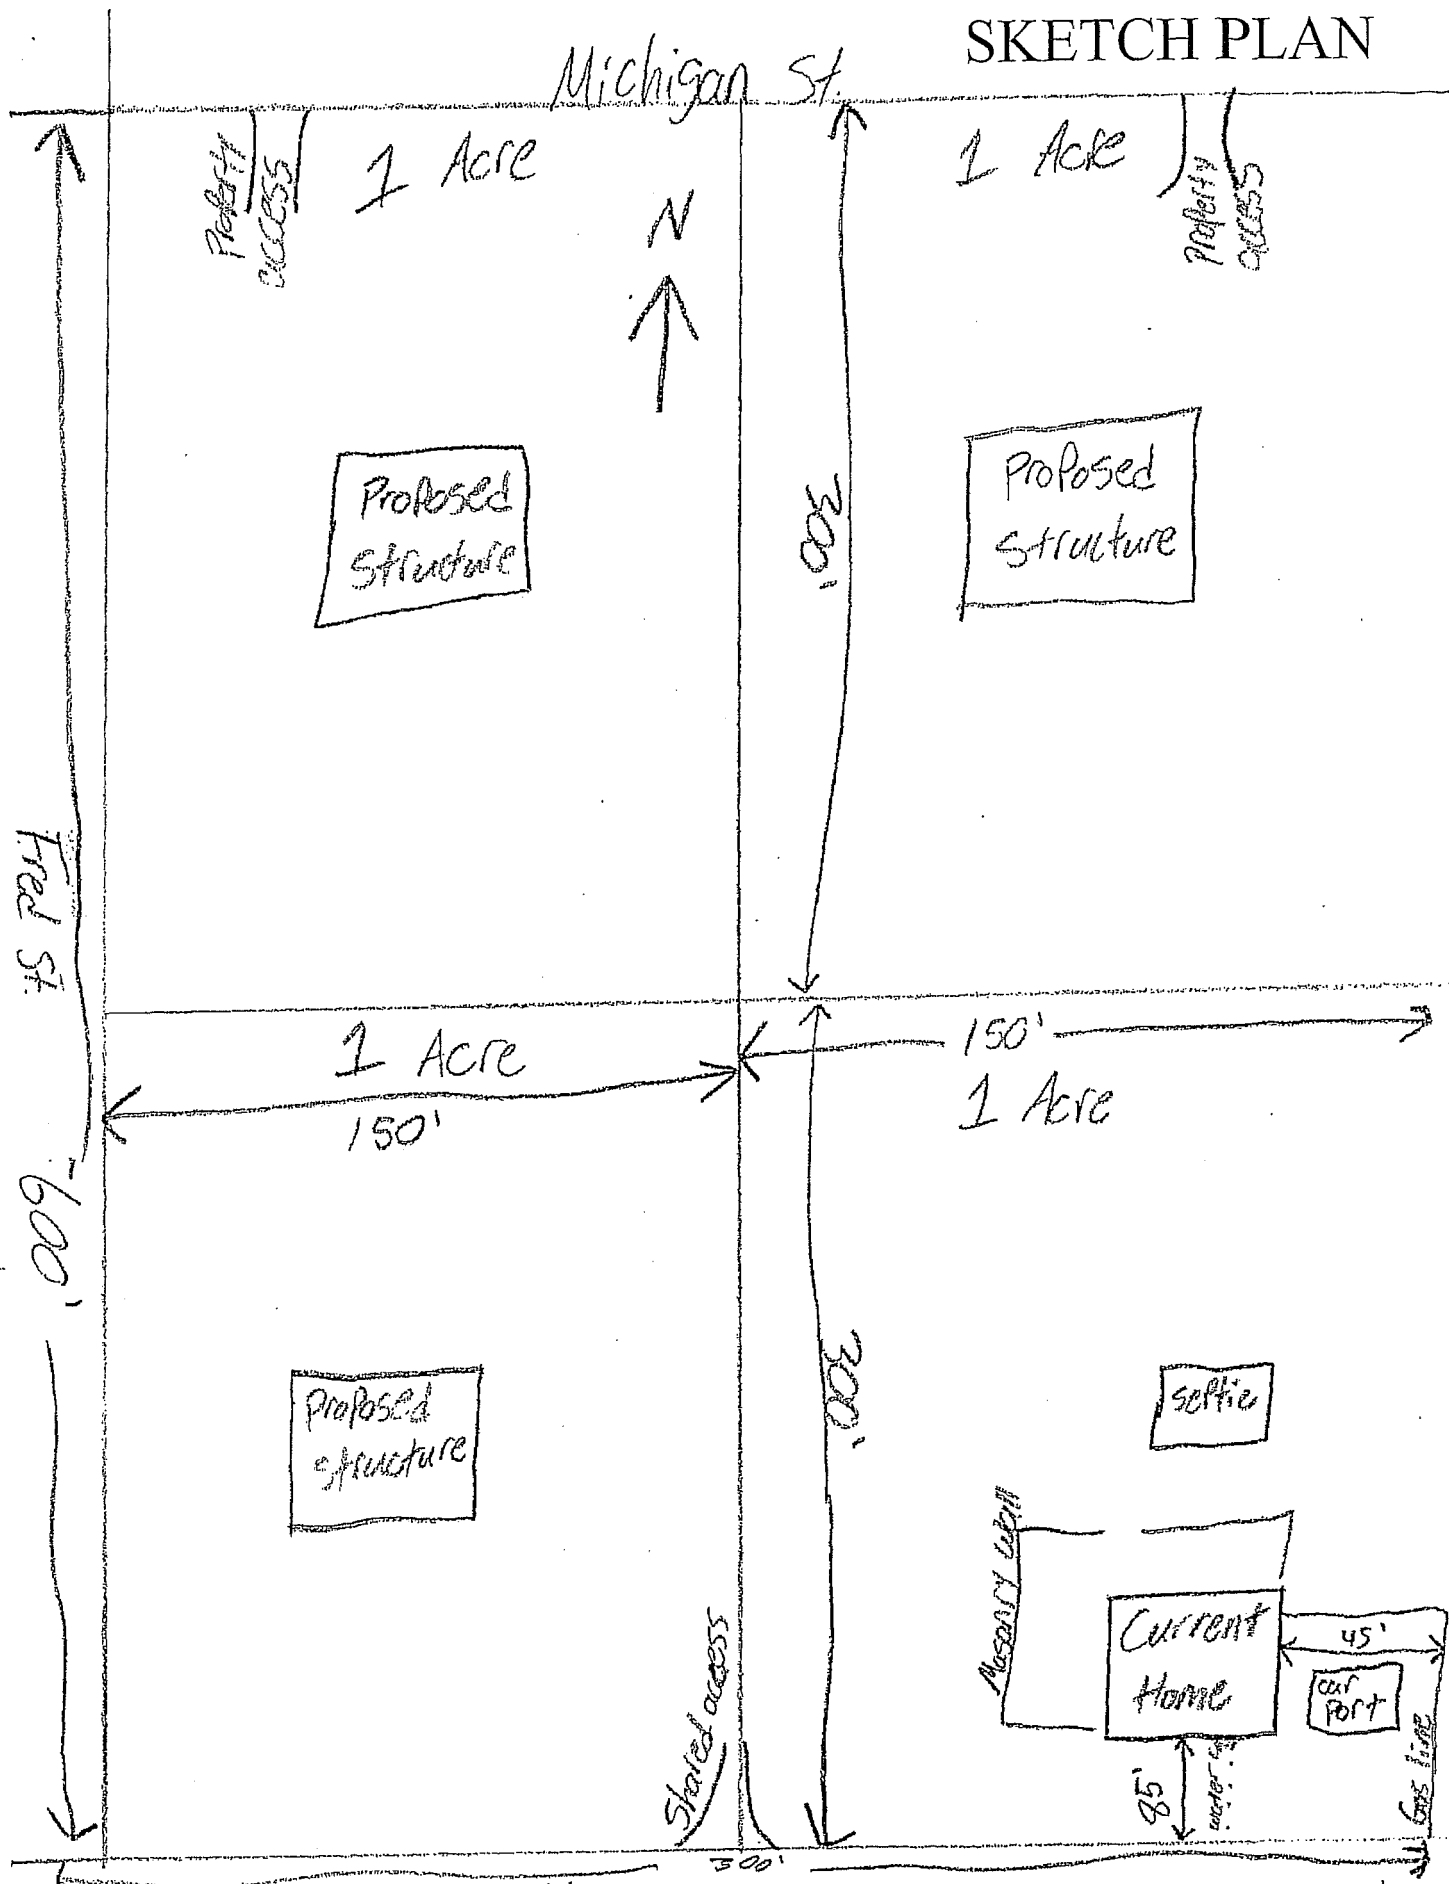 SKETCH PLAN
Michigan St.
Property
access
1 Acre
N
1 Acre
Property
access
Proposed
structure
Proposed
structure
300'
Fred St.
600'
1 Acre
150'
150'
1 Acre
300'
Proposed
structure
septic
Masonry wall
Current
Home
45'
car
Port
Shared access
water
Gas line
300'